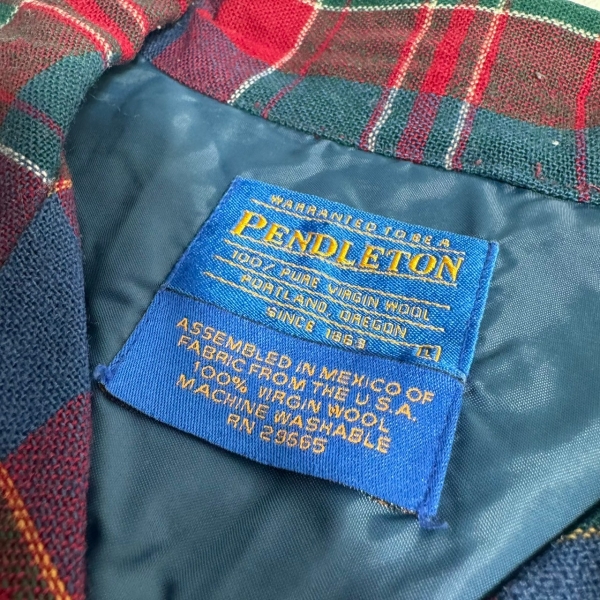 WARRANTED TO BE A
PENDLETON
100% PURE VIRGIN WOOL
PORTLAND, OREGON
SINCE 1863
R
ASSEMBLED IN MEXICO OF
FABRIC FROM THE U.S.A.
100% VIRGIN WOOL
MACHINE WASHABLE
RN 29665